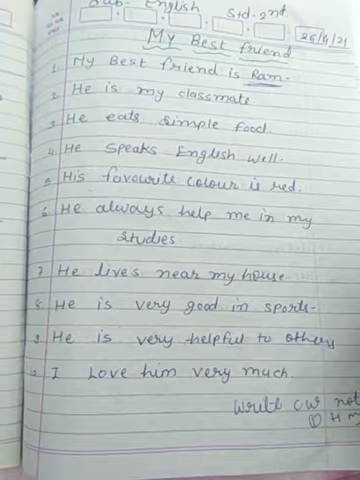 Sub- English Std-2nd
26/4/21
My Best friend
1. My Best friend is Ram.
2. He is my classmate.
3. He eats simple food.
4. He speaks English well.
5. His favourite colour is red.
6. He always help me in my
studies
7. He lives near my house.
8. He is very good in sports-
9. He is very helpful to others
10. I Love him very much.
Write CW not
① H.